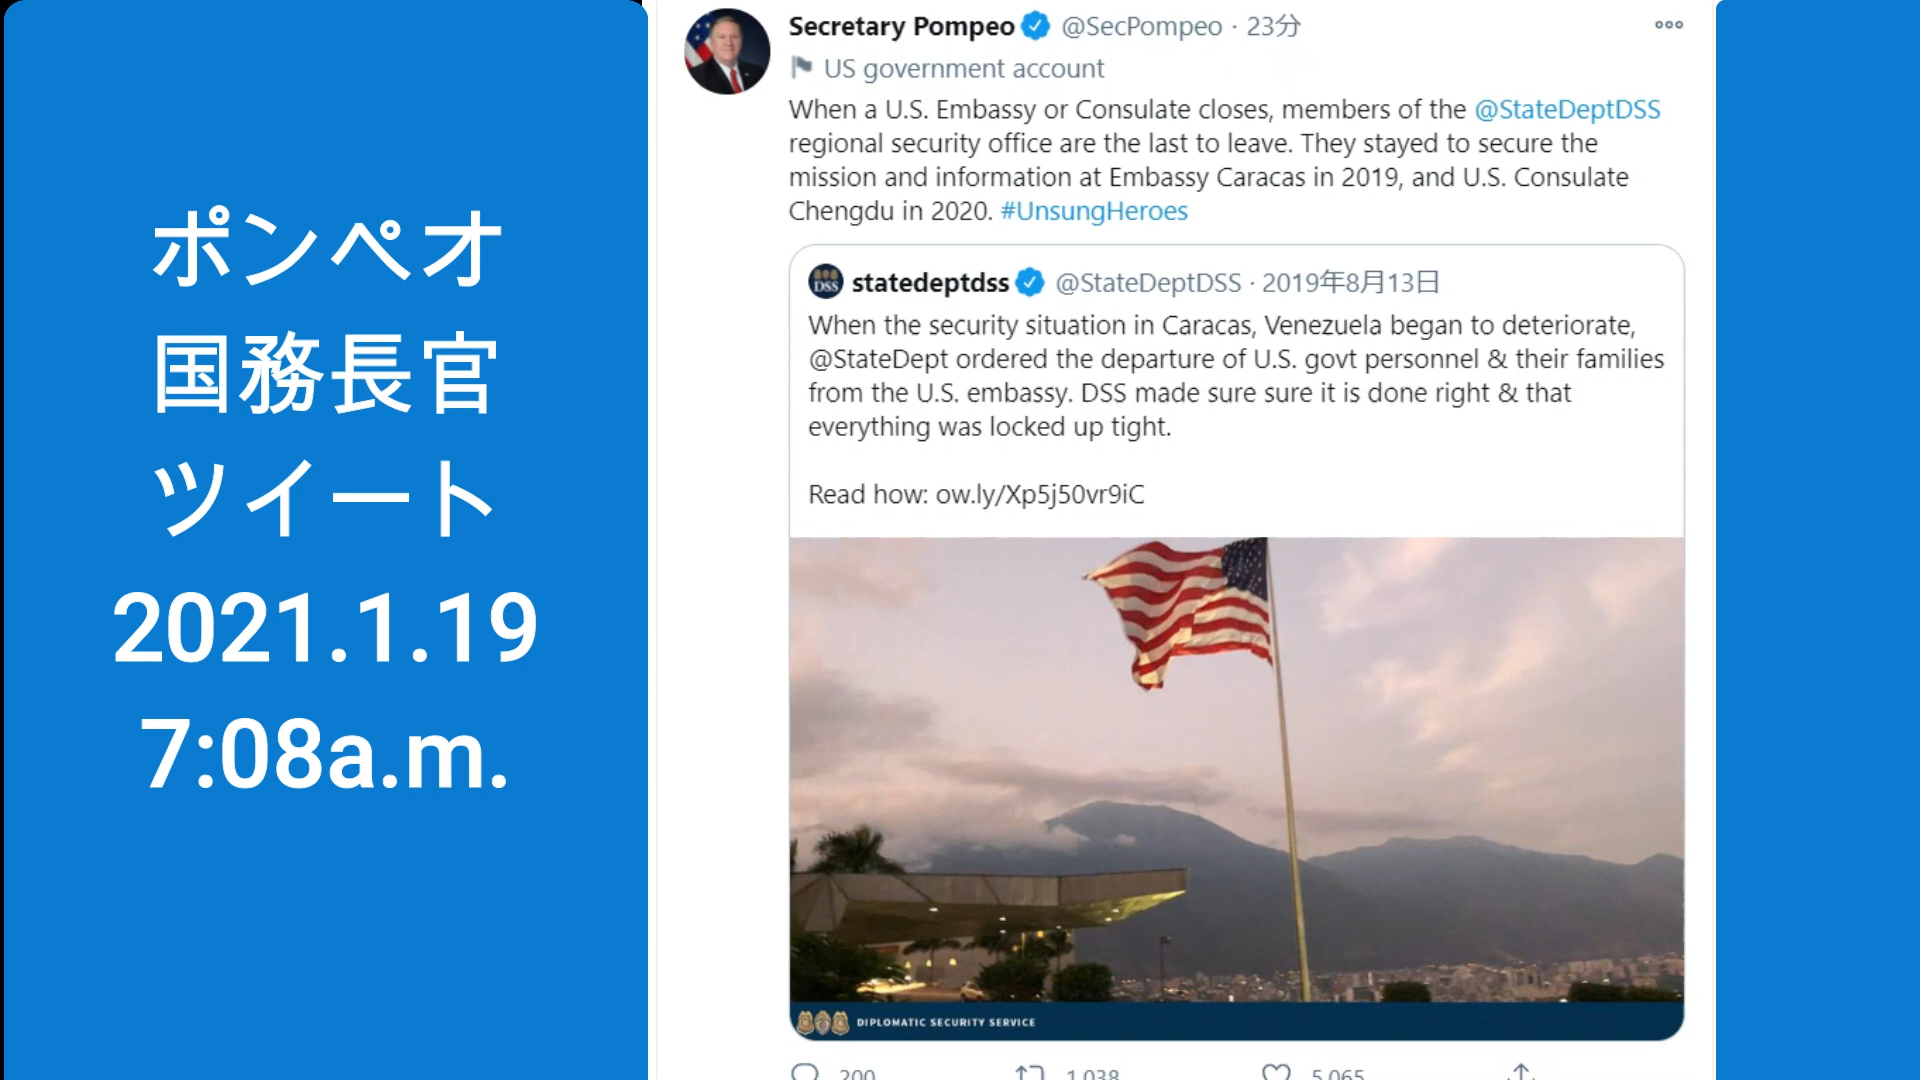 ポンペオ
国務長官
ツイート
2021.1.19
7:08a.m.
Secretary Pompeo @SecPompeo · 23分
US government account
When a U.S. Embassy or Consulate closes, members of the @StateDeptDSS
regional security office are the last to leave. They stayed to secure the
mission and information at Embassy Caracas in 2019, and U.S. Consulate
Chengdu in 2020. #UnsungHeroes
DSS statedeptdss @StateDeptDSS · 2019年8月13日
When the security situation in Caracas, Venezuela began to deteriorate,
@StateDept ordered the departure of U.S. govt personnel & their families
from the U.S. embassy. DSS made sure sure it is done right & that
everything was locked up tight.
Read how: ow.ly/Xp5j50vr9iC
DIPLOMATIC SECURITY SERVICE
200 1,038 5,065